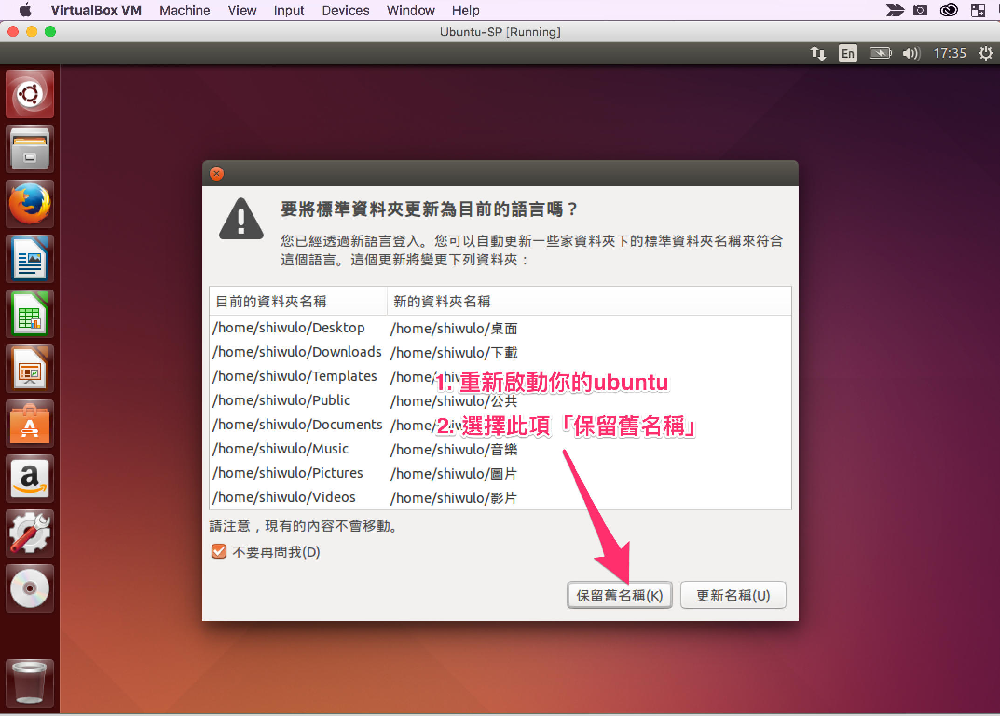 VirtualBox VM Machine View Input Devices Window Help
Ubuntu-SP [Running]
En 17:35
要將標準資料夾更新為目前的語言嗎？
您已經透過新語言登入。您可以自動更新一些家資料夾下的標準資料夾名稱來符合
這個語言。這個更新將變更下列資料夾：
目前的資料夾名稱 新的資料夾名稱
/home/shiwulo/Desktop /home/shiwulo/桌面
/home/shiwulo/Downloads /home/shiwulo/下載
/home/shiwulo/Templates
1. 重新啟動你的ubuntu
/home/shiwulo/Public /home/shiwulo/公共
/home/shiwulo/Documents
2. 選擇此項「保留舊名稱」
/home/shiwulo/Music /home/shiwulo/音樂
/home/shiwulo/Pictures /home/shiwulo/圖片
/home/shiwulo/Videos /home/shiwulo/影片
請注意，現有的內容不會移動。
不要再問我(D)
保留舊名稱(K) 更新名稱(U)